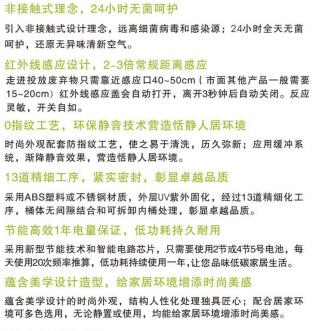 非接触式理念，24小时无菌呵护
引入非接触式设计理念，远离细菌病毒和感染源；24小时全天无菌
呵护，还原无异味清新空气。
红外线感应设计，2-3倍常规距离感应
走进投放废弃物只需靠近感应口40~50cm（市面其他产品一般需要
15~20cm）红外线感应盖会自动打开，离开3秒钟后自动关闭。反应
灵敏，开关自如。
0指纹工艺，环保静音技术营造恬静人居环境
时尚外观配套防指纹工艺，使之易于清洗，历久弥新；应用缓冲系
统，渐降静音效果，营造恬静人居环境。
13道精细工序，紧实密封，彰显卓越品质
采用ABS塑料或不锈钢材质，外层UV紫外固化，经过13道精细化工
序，桶体无间隙结合和可拆卸内桶处理，彰显卓越品质。
节能高效1年电量保证，低功耗持久耐用
采用新型节能技术和智能电路芯片，只需要使用2节或4节5号电池，每
天使用20次频率推算，低功耗持续使用一年，让您品味低碳家居生活。
蕴含美学设计造型，给家居环境增添时尚美感
蕴含美学设计的时尚外观，结构人性化处理独具匠心；配合居家环
境可多色选用，无论静置或使用，均能给家居环境增添时尚美感。